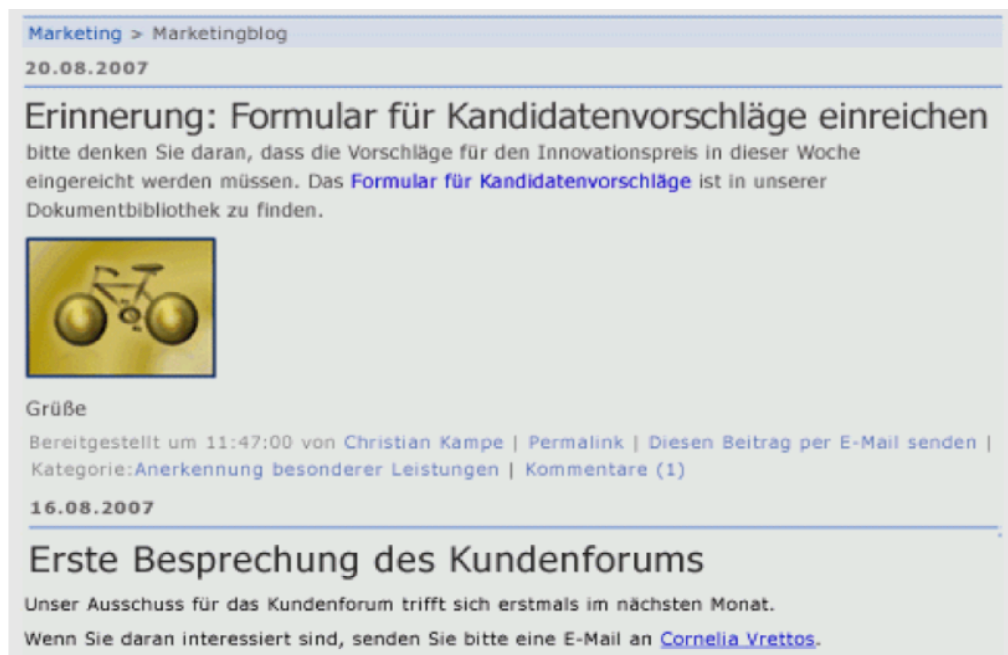 Marketing > Marketingblog
20.08.2007
Erinnerung: Formular für Kandidatenvorschläge einreichen
bitte denken Sie daran, dass die Vorschläge für den Innovationspreis in dieser Woche
eingereicht werden müssen. Das Formular für Kandidatenvorschläge ist in unserer
Dokumentbibliothek zu finden.
Grüße
Bereitgestellt um 11:47:00 von Christian Kampe | Permalink | Diesen Beitrag per E-Mail senden |
Kategorie:Anerkennung besonderer Leistungen | Kommentare (1)
16.08.2007
Erste Besprechung des Kundenforums
Unser Ausschuss für das Kundenforum trifft sich erstmals im nächsten Monat.
Wenn Sie daran interessiert sind, senden Sie bitte eine E-Mail an Cornelia Vrettos.